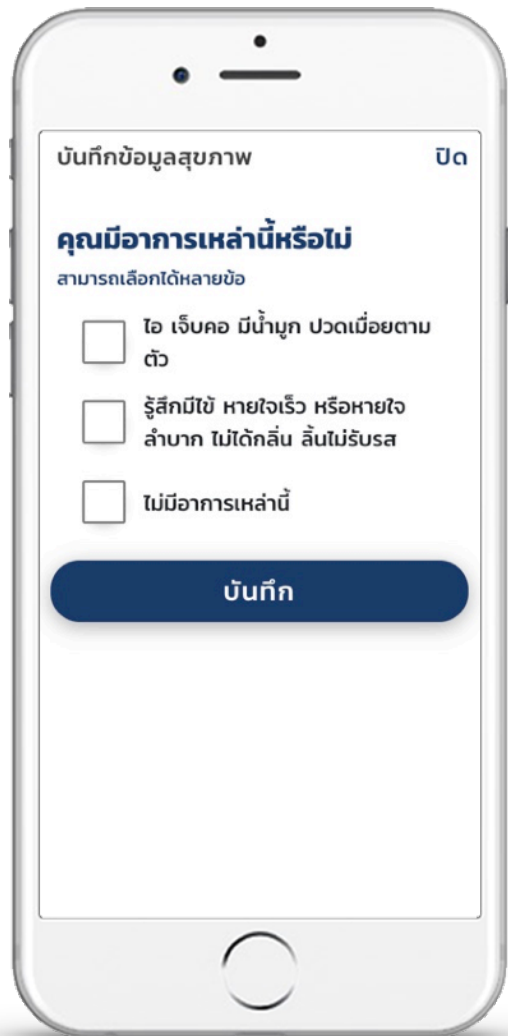 บันทึกข้อมูลสุขภาพ ปิด
คุณมีอาการเหล่านี้หรือไม่
สามารถเลือกได้หลายข้อ
ไอ เจ็บคอ มีน้ำมูก ปวดเมื่อยตาม
ตัว
รู้สึกมีไข้ หายใจเร็ว หรือหายใจ
ลำบาก ไม่ได้กลิ่น ลิ้นไม่รับรส
ไม่มีอาการเหล่านี้
บันทึก